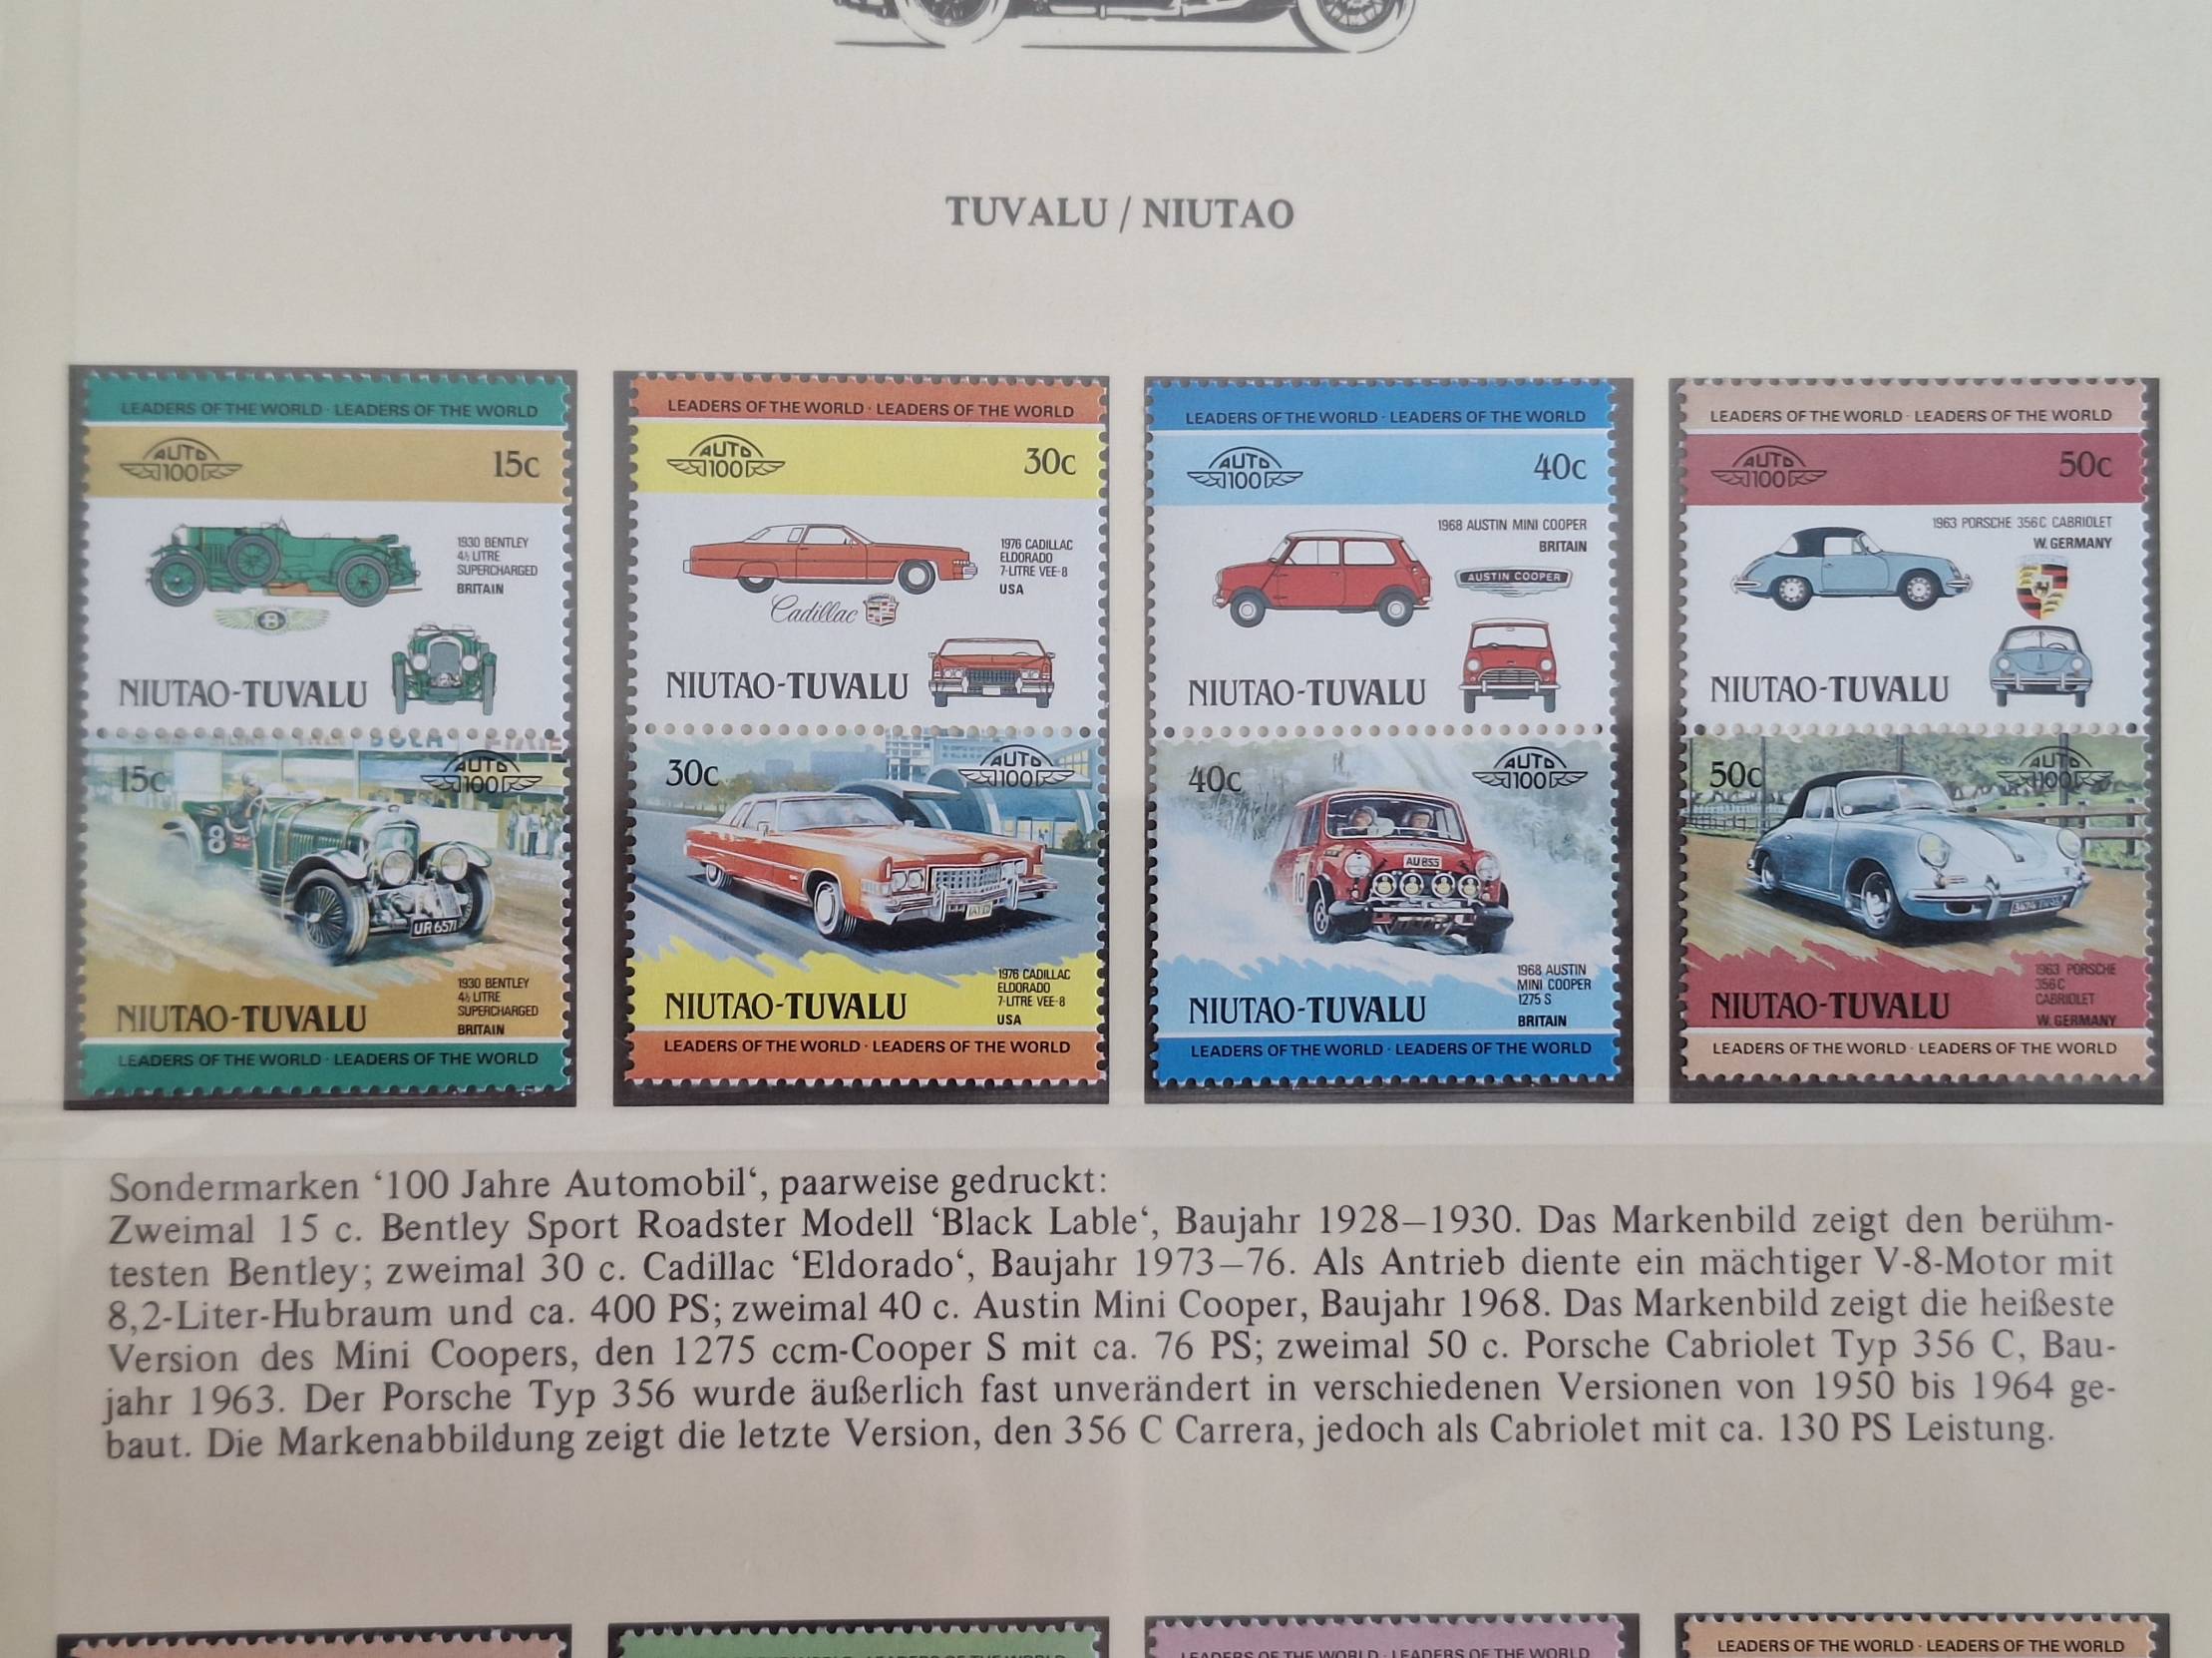 TUVALU / NIUTAO
LEADERS OF THE WORLD · LEADERS OF THE WORLD
AUTO 100
15c
1930 BENTLEY
4½ LITRE
SUPERCHARGED
BRITAIN
B
NIUTAO-TUVALU
15c
AUTO 100
8
UR 6571
1930 BENTLEY
4½ LITRE
SUPERCHARGED
BRITAIN
NIUTAO-TUVALU
LEADERS OF THE WORLD · LEADERS OF THE WORLD
LEADERS OF THE WORLD · LEADERS OF THE WORLD
AUTO 100
30c
1976 CADILLAC
ELDORADO
7-LITRE VEE-8
USA
Cadillac
NIUTAO-TUVALU
30c
AUTO 100
1976 CADILLAC
ELDORADO
7-LITRE VEE-8
USA
NIUTAO-TUVALU
LEADERS OF THE WORLD · LEADERS OF THE WORLD
LEADERS OF THE WORLD · LEADERS OF THE WORLD
AUTO 100
40c
1968 AUSTIN MINI COOPER
BRITAIN
AUSTIN COOPER
NIUTAO-TUVALU
40c
AUTO 100
AU 855
10
1968 AUSTIN
MINI COOPER
1275 S
BRITAIN
NIUTAO-TUVALU
LEADERS OF THE WORLD · LEADERS OF THE WORLD
LEADERS OF THE WORLD · LEADERS OF THE WORLD
AUTO 100
50c
1963 PORSCHE 356C CABRIOLET
W. GERMANY
NIUTAO-TUVALU
50c
AUTO 100
1963 PORSCHE
356C
CABRIOLET
W. GERMANY
NIUTAO-TUVALU
LEADERS OF THE WORLD · LEADERS OF THE WORLD
Sondermarken ‘100 Jahre Automobil‘, paarweise gedruckt:
Zweimal 15 c. Bentley Sport Roadster Modell ‘Black Lable‘, Baujahr 1928–1930. Das Markenbild zeigt den berühm-
testen Bentley; zweimal 30 c. Cadillac ‘Eldorado‘, Baujahr 1973–76. Als Antrieb diente ein mächtiger V-8-Motor mit
8,2-Liter-Hubraum und ca. 400 PS; zweimal 40 c. Austin Mini Cooper, Baujahr 1968. Das Markenbild zeigt die heißeste
Version des Mini Coopers, den 1275 ccm-Cooper S mit ca. 76 PS; zweimal 50 c. Porsche Cabriolet Typ 356 C, Bau-
jahr 1963. Der Porsche Typ 356 wurde äußerlich fast unverändert in verschiedenen Versionen von 1950 bis 1964 ge-
baut. Die Markenabbildung zeigt die letzte Version, den 356 C Carrera, jedoch als Cabriolet mit ca. 130 PS Leistung.
LEADERS OF THE WORLD
LEADERS OF THE WORLD · LEADERS OF THE WORLD
LEADERS OF THE WORLD · LEADERS OF THE WORLD